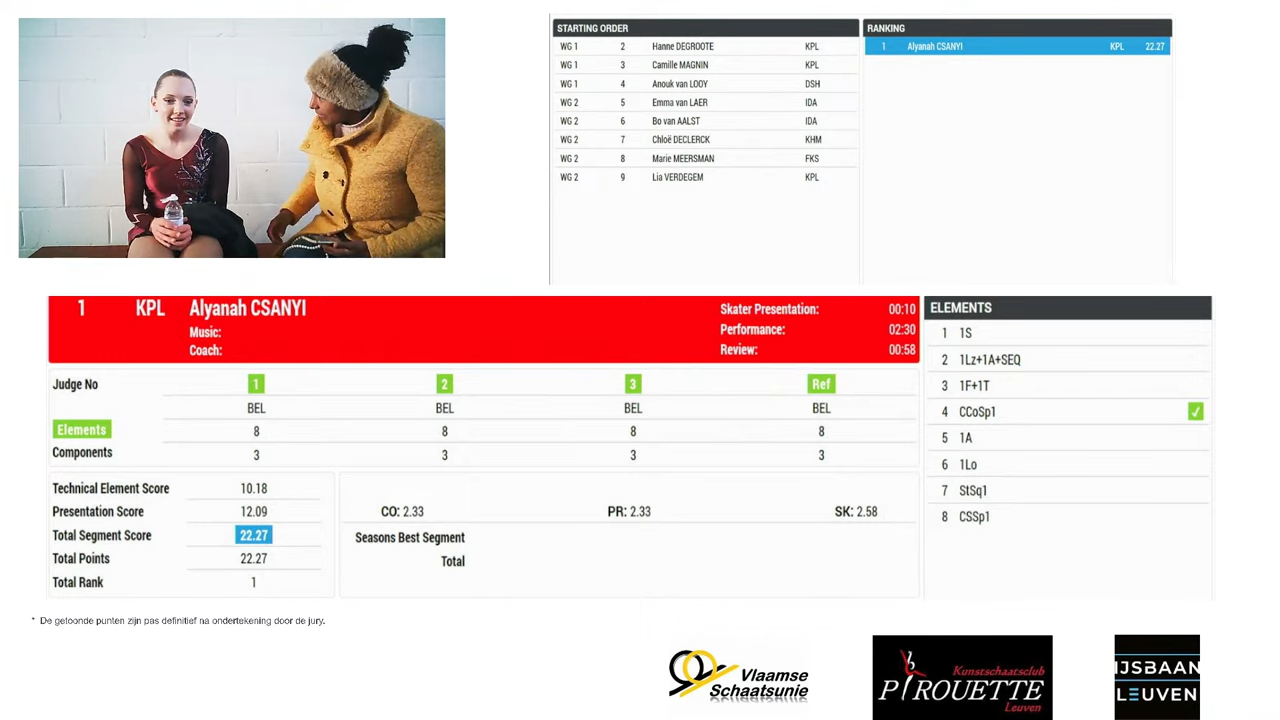 STARTING ORDER
WG 1 2 Hanne DEGROOTE KPL
WG 1 3 Camille MAGNIN KPL
WG 1 4 Anouk van LOOY DSH
WG 2 5 Emma van LAER IDA
WG 2 6 Bo van AALST IDA
WG 2 7 Chloë DECLERCK KHM
WG 2 8 Marie MEERSMAN FKS
WG 2 9 Lia VERDEGEM KPL
RANKING
1 Alyanah CSANYI KPL 22.27
1 KPL Alyanah CSANYI
Music:
Coach:
Skater Presentation: 00:10
Performance: 02:30
Review: 00:58
Judge No 1 2 3 Ref
BEL BEL BEL BEL
Elements 8 8 8 8
Components 3 3 3 3
Technical Element Score 10.18
Presentation Score 12.09
Total Segment Score 22.27
Total Points 22.27
Total Rank 1
CO: 2.33 PR: 2.33 SK: 2.58
Seasons Best Segment
Total
ELEMENTS
1 1S
2 1Lz+1A+SEQ
3 1F+1T
4 CCoSp1
5 1A
6 1Lo
7 StSq1
8 CSSp1
* De getoonde punten zijn pas definitief na ondertekening door de jury.
Vlaamse
Schaatsunie
Kunstschaatsclub
PIROUETTE
Leuven
IJSBAAN
LEUVEN